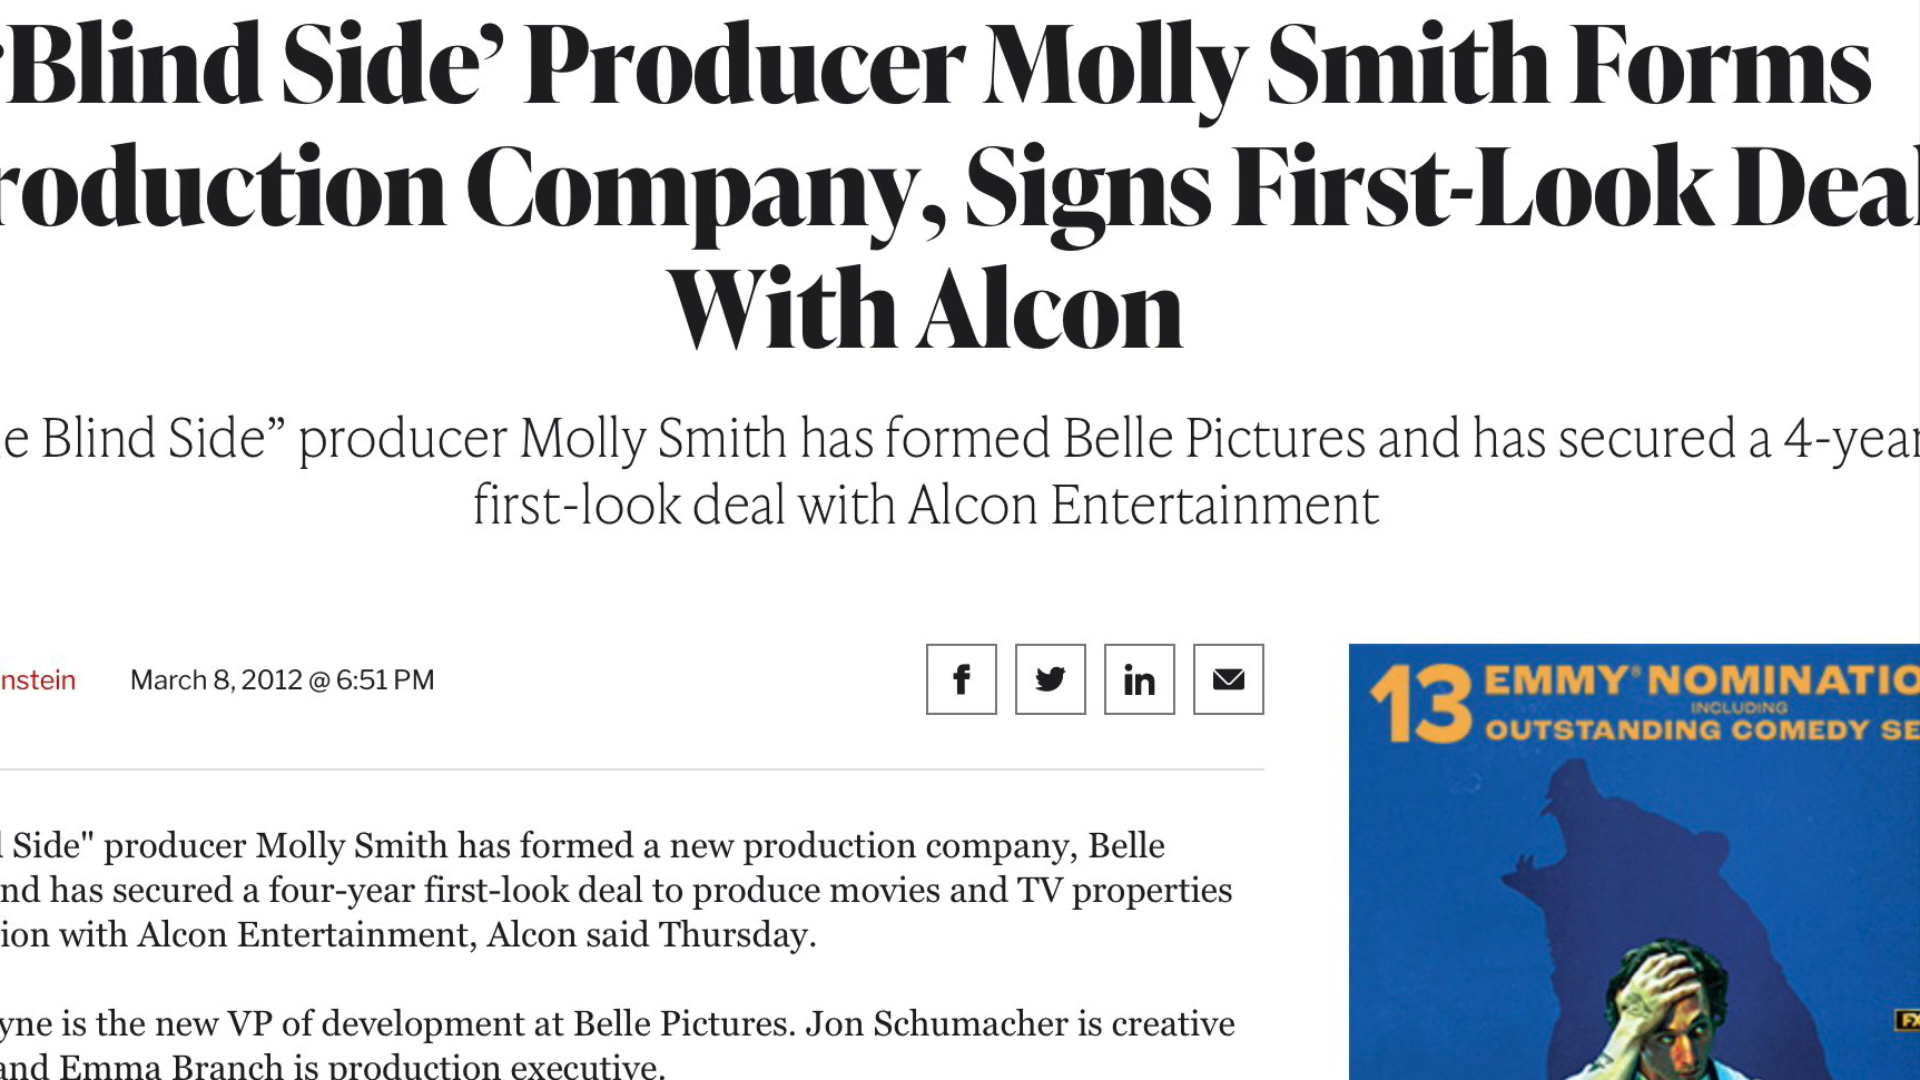 ‘Blind Side’ Producer Molly Smith Forms
roduction Company, Signs First-Look Deal
With Alcon
e Blind Side” producer Molly Smith has formed Belle Pictures and has secured a 4-year
first-look deal with Alcon Entertainment
nstein March 8, 2012 @ 6:51 PM
f in
13 EMMY® NOMINATIO
INCLUDING
OUTSTANDING COMEDY SE
Side" producer Molly Smith has formed a new production company, Belle
nd has secured a four-year first-look deal to produce movies and TV properties
ion with Alcon Entertainment, Alcon said Thursday.
yne is the new VP of development at Belle Pictures. Jon Schumacher is creative
and Emma Branch is production executive.
FX